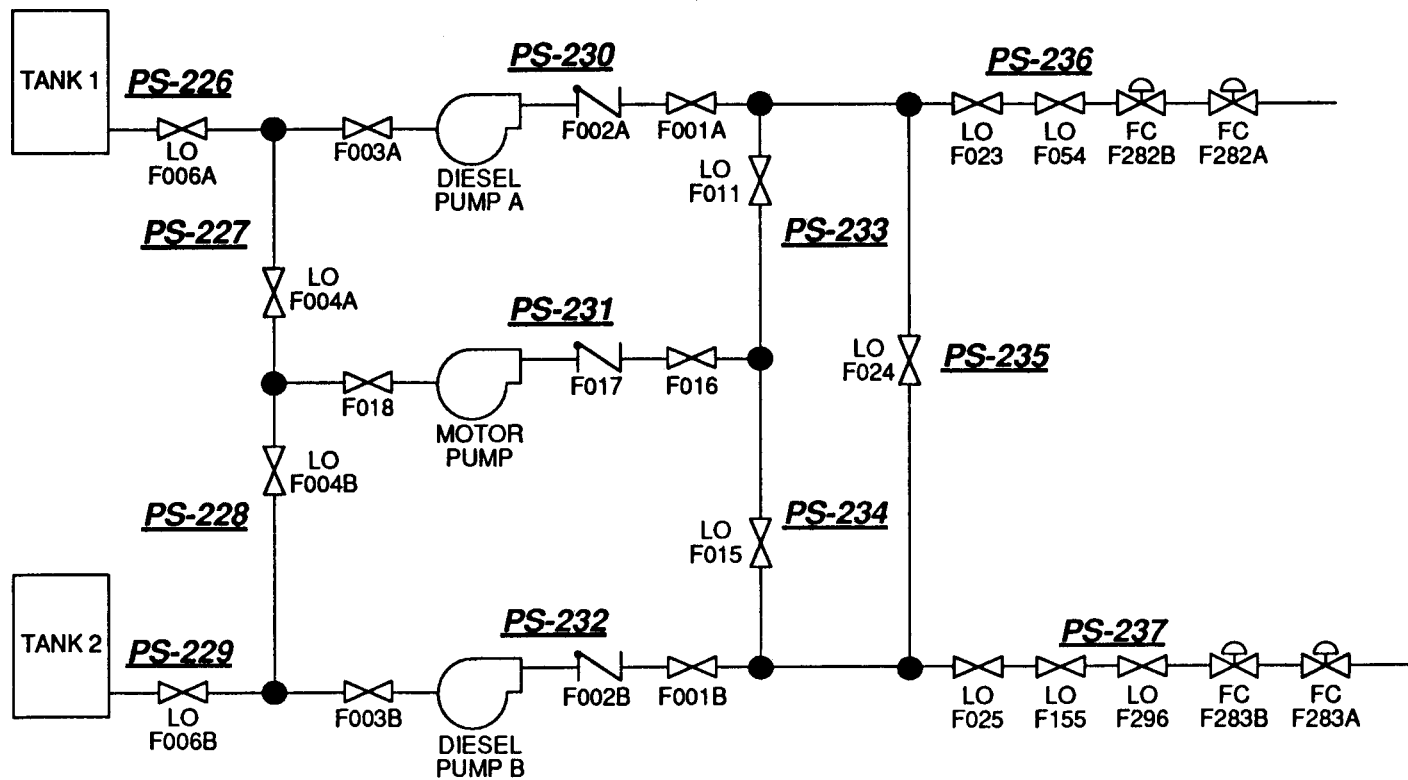 TANK 1
PS-226
LO
F006A
F003A
DIESEL
PUMP A
PS-230
F002A
F001A
PS-236
LO
F023
LO
F054
FC
F282B
FC
F282A
LO
F011
PS-227
PS-233
LO
F004A
PS-231
F018
MOTOR
PUMP
F017
F016
LO
F024
PS-235
LO
F004B
PS-228
PS-234
LO
F015
TANK 2
PS-229
LO
F006B
F003B
DIESEL
PUMP B
PS-232
F002B
F001B
PS-237
LO
F025
LO
F155
LO
F296
FC
F283B
FC
F283A